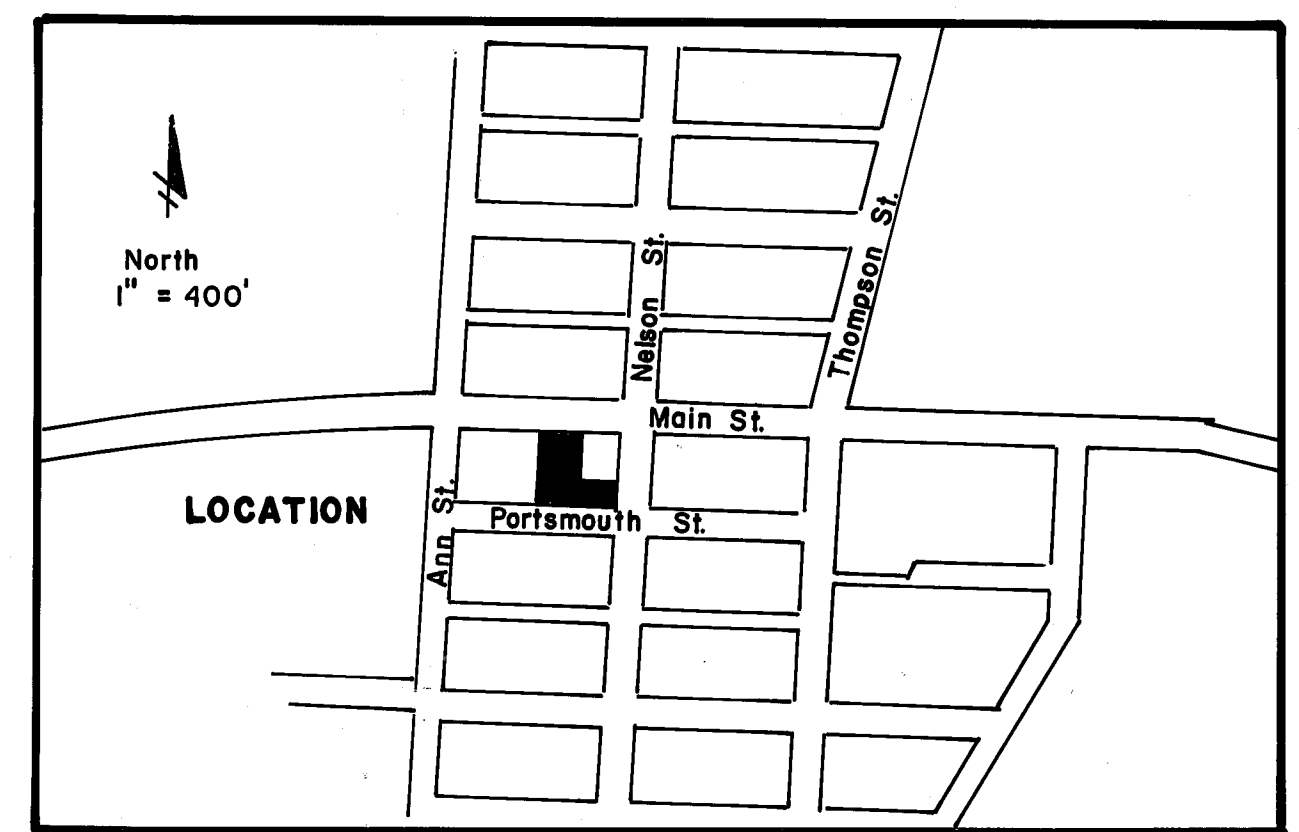 North
1" = 400'
Nelson St.
Thompson St.
Main St.
LOCATION
Ann St.
Portsmouth St.